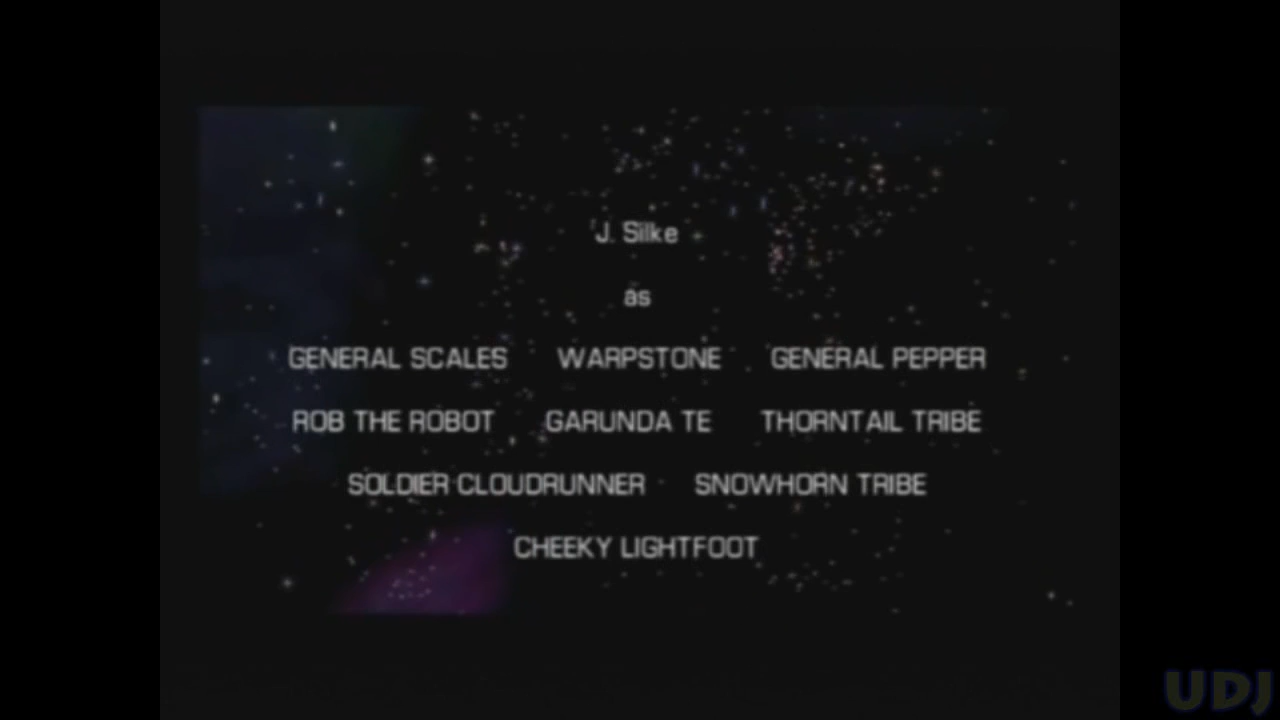 J. Silke
as
GENERAL SCALES WARPSTONE GENERAL PEPPER
ROB THE ROBOT GARUNDA TE THORNTAIL TRIBE
SOLDIER CLOUDRUNNER SNOWHORN TRIBE
CHEEKY LIGHTFOOT
UDJ